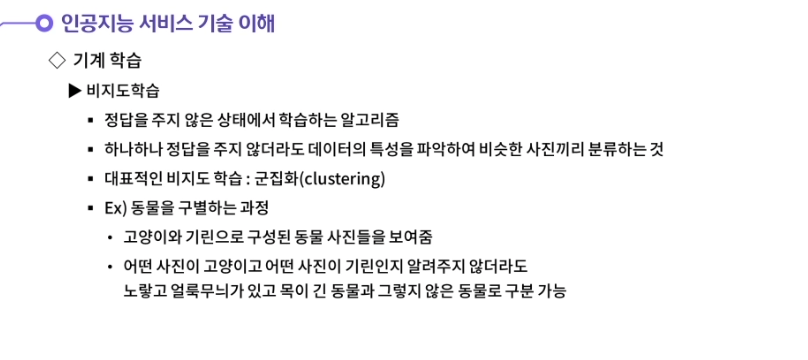 인공지능 서비스 기술 이해
◇ 기계 학습
▶ 비지도학습
▪ 정답을 주지 않은 상태에서 학습하는 알고리즘
▪ 하나하나 정답을 주지 않더라도 데이터의 특성을 파악하여 비슷한 사진끼리 분류하는 것
▪ 대표적인 비지도 학습 : 군집화(clustering)
▪ Ex) 동물을 구별하는 과정
• 고양이와 기린으로 구성된 동물 사진들을 보여줌
• 어떤 사진이 고양이고 어떤 사진이 기린인지 알려주지 않더라도
노랗고 얼룩무늬가 있고 목이 긴 동물과 그렇지 않은 동물로 구분 가능